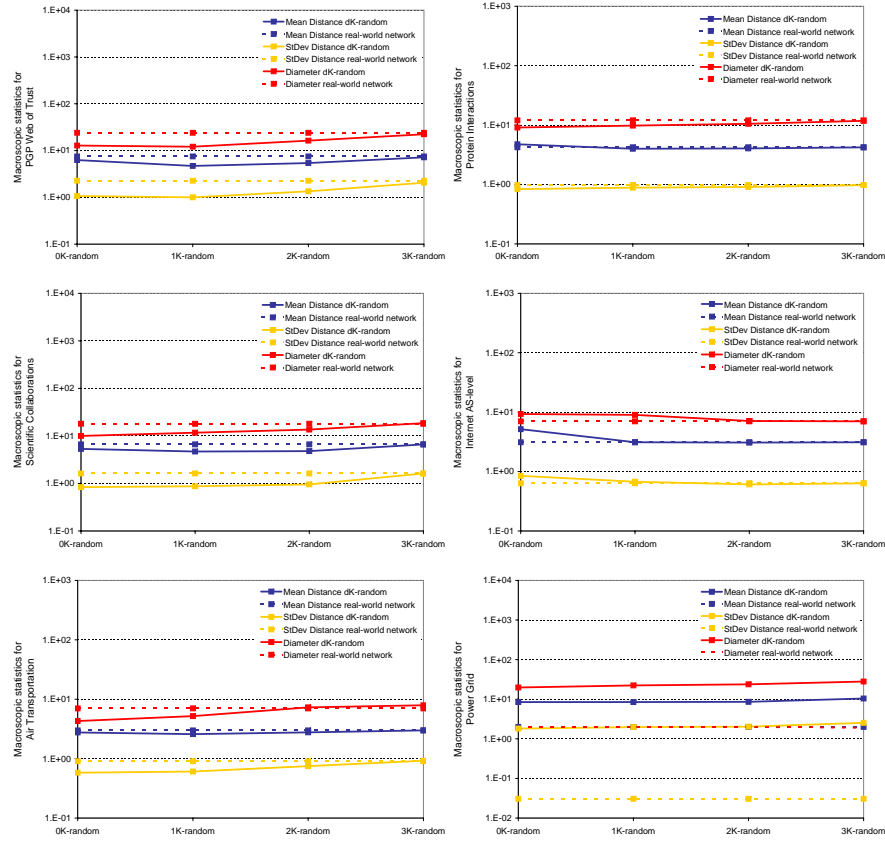 1.E+04
1.E+03
1.E+02
1.E+01
1.E+00
1.E-01
0K-random
1K-random
2K-random
3K-random
Macroscopic statistics for
PGP Web of Trust
Mean Distance dK-random
Mean Distance real-world network
StDev Distance dK-random
StDev Distance real-world network
Diameter dK-random
Diameter real-world network
1.E+03
1.E+02
1.E+01
1.E+00
1.E-01
0K-random
1K-random
2K-random
3K-random
Macroscopic statistics for
Protein Interactions
Mean Distance dK-random
Mean Distance real-world network
StDev Distance dK-random
StDev Distance real-world network
Diameter dK-random
Diameter real-world network
1.E+04
1.E+03
1.E+02
1.E+01
1.E+00
1.E-01
0K-random
1K-random
2K-random
3K-random
Macroscopic statistics for
Scientific Collaborations
Mean Distance dK-random
Mean Distance real-world network
StDev Distance dK-random
StDev Distance real-world network
Diameter dK-random
Diameter real-world network
1.E+03
1.E+02
1.E+01
1.E+00
1.E-01
0K-random
1K-random
2K-random
3K-random
Macroscopic statistics for
Internet AS-level
Mean Distance dK-random
Mean Distance real-world network
StDev Distance dK-random
StDev Distance real-world network
Diameter dK-random
Diameter real-world network
1.E+03
1.E+02
1.E+01
1.E+00
1.E-01
0K-random
1K-random
2K-random
3K-random
Macroscopic statistics for
Air Transportation
Mean Distance dK-random
Mean Distance real-world network
StDev Distance dK-random
StDev Distance real-world network
Diameter dK-random
Diameter real-world network
1.E+04
1.E+03
1.E+02
1.E+01
1.E+00
1.E-01
1.E-02
0K-random
1K-random
2K-random
3K-random
Macroscopic statistics for
Power Grid
Mean Distance dK-random
Mean Distance real-world network
StDev Distance dK-random
StDev Distance real-world network
Diameter dK-random
Diameter real-world network